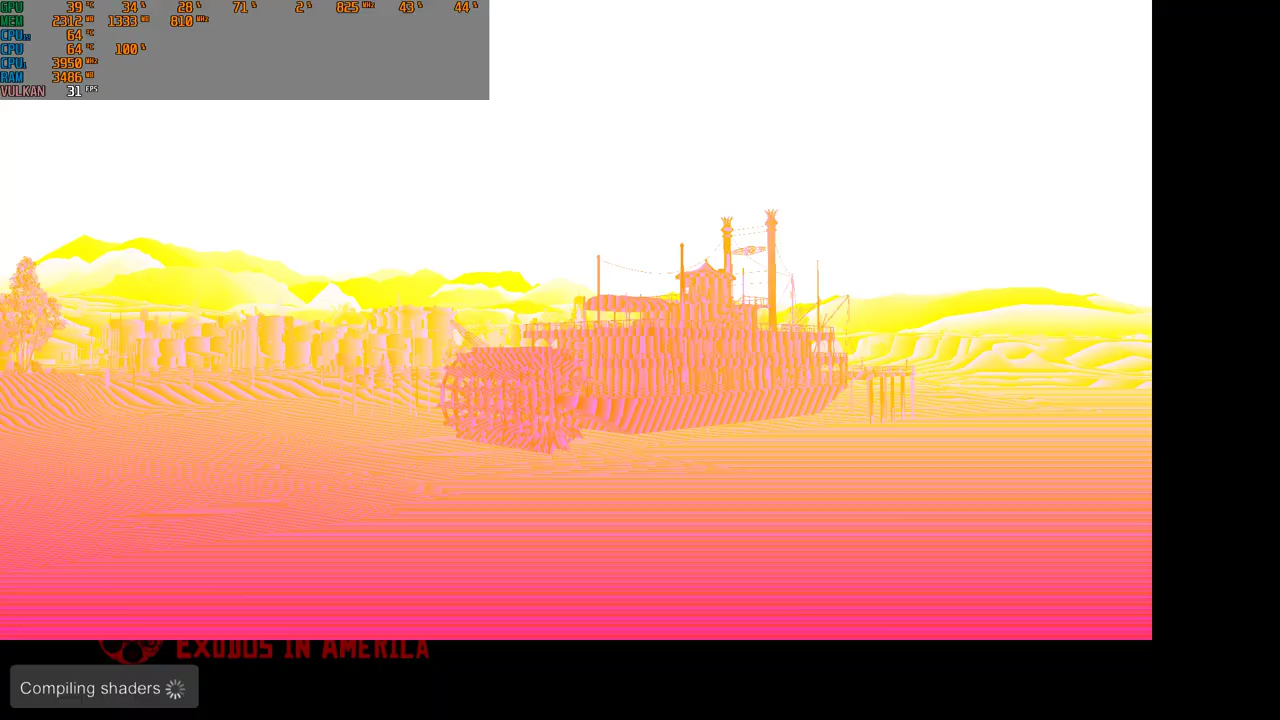 GPU 39 °C 34 % 28 % 71 % 2 % 825 MHz 43 % 44 %
MEM 2312 MB 1333 MB 810 MHz
CPU 64 °C
CPU 64 °C 100 %
CPU1 3950 MHz
RAM 3486 MB
VULKAN 31 FPS
EXODUS IN AMERICA
Compiling shaders